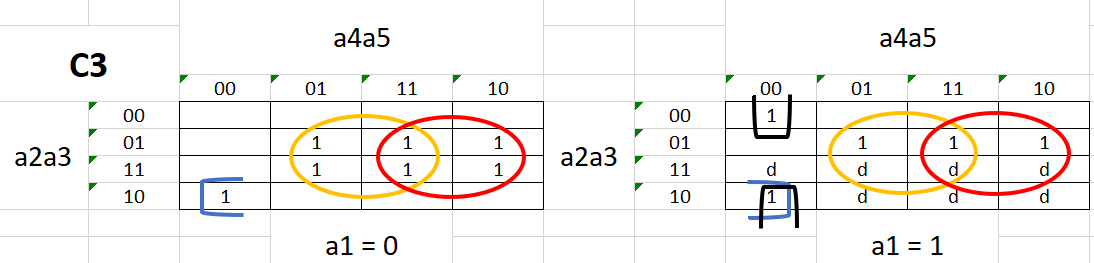 a4a5 a4a5
C3
00 01 11 10 00 01 11 10
00 00 1
01 1 1 1 01 1 1 1
a2a3 a2a3
11 1 1 1 11 d d d d
10 1 10 1 d d d
a1 = 0 a1 = 1